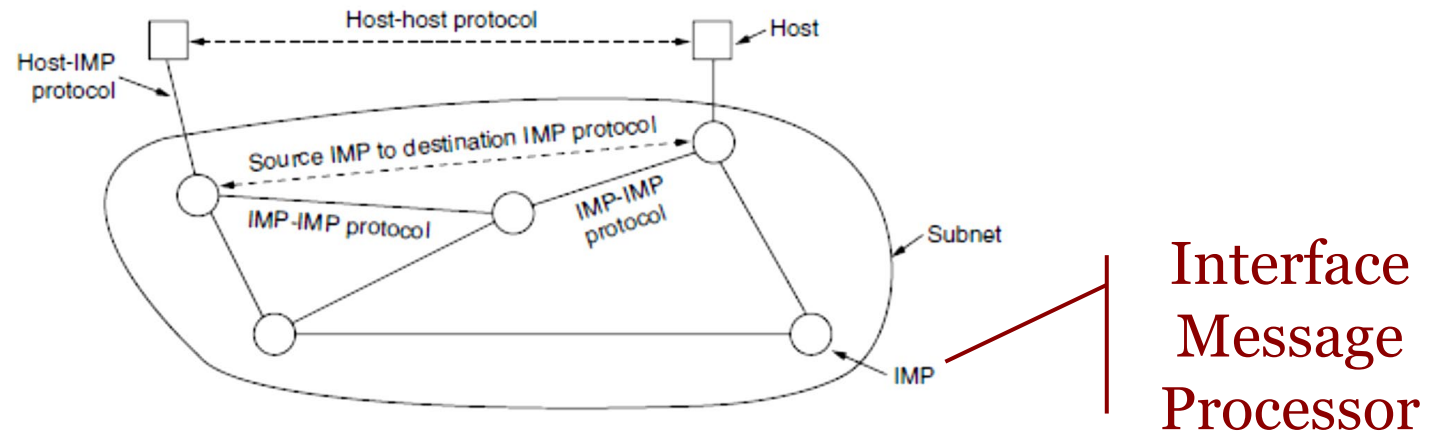 Host-host protocol
Host
Host-IMP
protocol
Source IMP to destination IMP protocol
IMP-IMP protocol
IMP-IMP
protocol
Subnet
IMP
Interface
Message
Processor